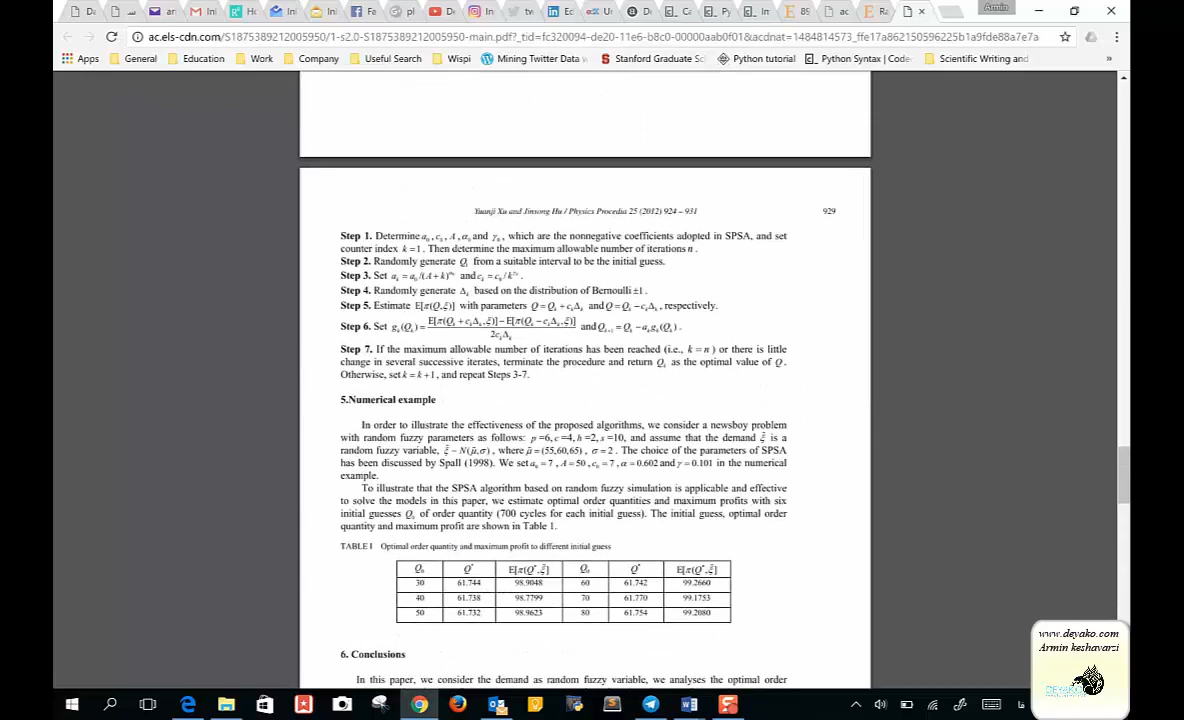 Armin
ac.els-cdn.com/S1875389212005950/1-s2.0-S1875389212005950-main.pdf?_tid=fc320094-de20-11e6-b8c0-00000aab0f01&acdnat=1484814573_ffe17a862150596225b1a9fde88a7e7a
Apps General Education Work Company Useful Search Wispi Mining Twitter Data Stanford Graduate Sc Python tutorial Python Syntax | Code Scientific Writing and »
Yuanji Xu and Jinsong Hu / Physics Procedia 25 (2012) 924 – 931 929
Step 1. Determine a₀, c₀, A, α₀ and γ₀, which are the nonnegative coefficients adopted in SPSA, and set
counter index k=1. Then determine the maximum allowable number of iterations n.
Step 2. Randomly generate Qₖ from a suitable interval to be the initial guess.
Step 3. Set aₖ = a₀/(A+k)^α₀ and cₖ = c₀/k^γ₀.
Step 4. Randomly generate Δₖ based on the distribution of Bernoulli ±1.
Step 5. Estimate E[π(Q,ξ)] with parameters Q=Qₖ+cₖΔₖ and Q=Qₖ−cₖΔₖ, respectively.
Step 6. Set gₖ(Qₖ) = E[π(Qₖ+cₖΔₖ,ξ)]−E[π(Qₖ−cₖΔₖ,ξ)] / 2cₖΔₖ and Qₖ₊₁ = Qₖ−aₖgₖ(Qₖ).
Step 7. If the maximum allowable number of iterations has been reached (i.e., k=n) or there is little
change in several successive iterates, terminate the procedure and return Qₖ as the optimal value of Q.
Otherwise, set k=k+1, and repeat Steps 3-7.
5.Numerical example
In order to illustrate the effectiveness of the proposed algorithms, we consider a newsboy problem
with random fuzzy parameters as follows: p=6, c=4, h=2, s=10, and assume that the demand ξ̃ is a
random fuzzy variable, ξ̃~N(μ̃,σ), where μ̃=(55,60,65), σ=2. The choice of the parameters of SPSA
has been discussed by Spall (1998). We set a₀=7, A=50, c₀=7, α=0.602 and γ=0.101 in the numerical
example.
To illustrate that the SPSA algorithm based on random fuzzy simulation is applicable and effective
to solve the models in this paper, we estimate optimal order quantities and maximum profits with six
initial guesses Q₀ of order quantity (700 cycles for each initial guess). The initial guess, optimal order
quantity and maximum profit are shown in Table 1.
TABLE I Optimal order quantity and maximum profit to different initial guess
Q₀ Q* E[π(Q*,ξ̃)] Q₀ Q* E[π(Q*,ξ̃)]
30 61.744 98.9048 60 61.742 99.2660
40 61.738 98.7799 70 61.770 99.1753
50 61.732 98.9623 80 61.754 99.2080
6. Conclusions
In this paper, we consider the demand as random fuzzy variable, we analyses the optimal order
www.deyako.com
Armin keshavarzi
DEYAKO